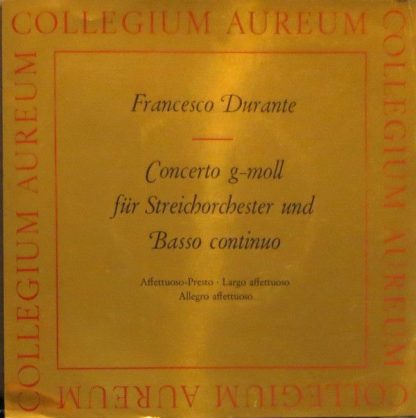 COLLEGIUM AUREUM
COLLEGIUM AUREUM
Francesco Durante
Concerto g-moll
für Streichorchester und
Basso continuo
Affettuoso-Presto · Largo affettuoso
Allegro affettuoso
COLLEGIUM AUREUM
COLLEGIUM AUREUM